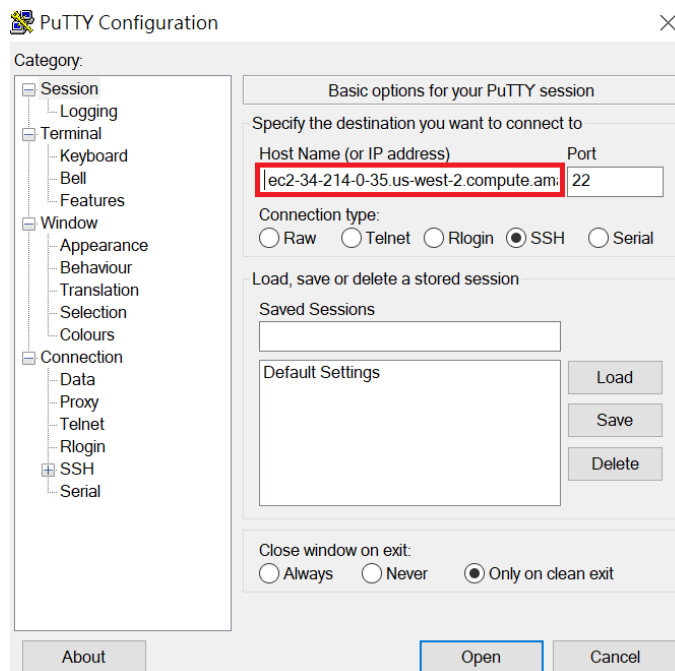 PuTTY Configuration
Category:
Session
Logging
Terminal
Keyboard
Bell
Features
Window
Appearance
Behaviour
Translation
Selection
Colours
Connection
Data
Proxy
Telnet
Rlogin
SSH
Serial
Basic options for your PuTTY session
Specify the destination you want to connect to
Host Name (or IP address) Port
ec2-34-214-0-35.us-west-2.compute.ama 22
Connection type:
Raw Telnet Rlogin SSH Serial
Load, save or delete a stored session
Saved Sessions
Default Settings
Load
Save
Delete
Close window on exit:
Always Never Only on clean exit
About Open Cancel